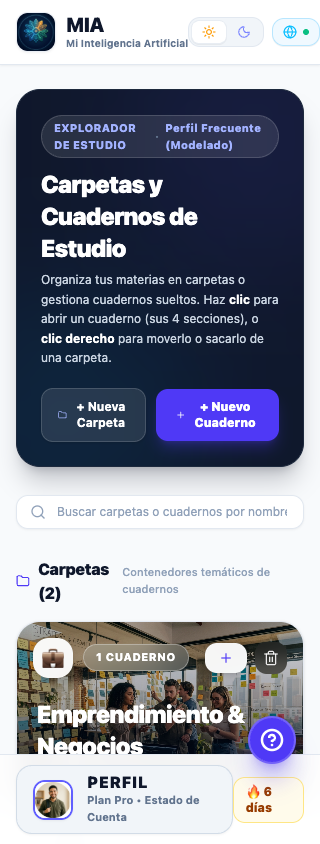 MIA
Mi Inteligencia Artificial
EXPLORADOR
DE ESTUDIO
·
Perfil Frecuente
(Modelado)
Carpetas y
Cuadernos de
Estudio
Organiza tus materias en carpetas o
gestiona cuadernos sueltos. Haz clic para
abrir un cuaderno (sus 4 secciones), o
clic derecho para moverlo o sacarlo de
una carpeta.
+ Nueva
Carpeta
+ Nuevo
Cuaderno
Buscar carpetas o cuadernos por nombre
Carpetas
(2)
Contenedores temáticos de
cuadernos
1 CUADERNO
Emprendimiento &
Negocios
PERFIL
Plan Pro • Estado de
Cuenta
🔥 6
días